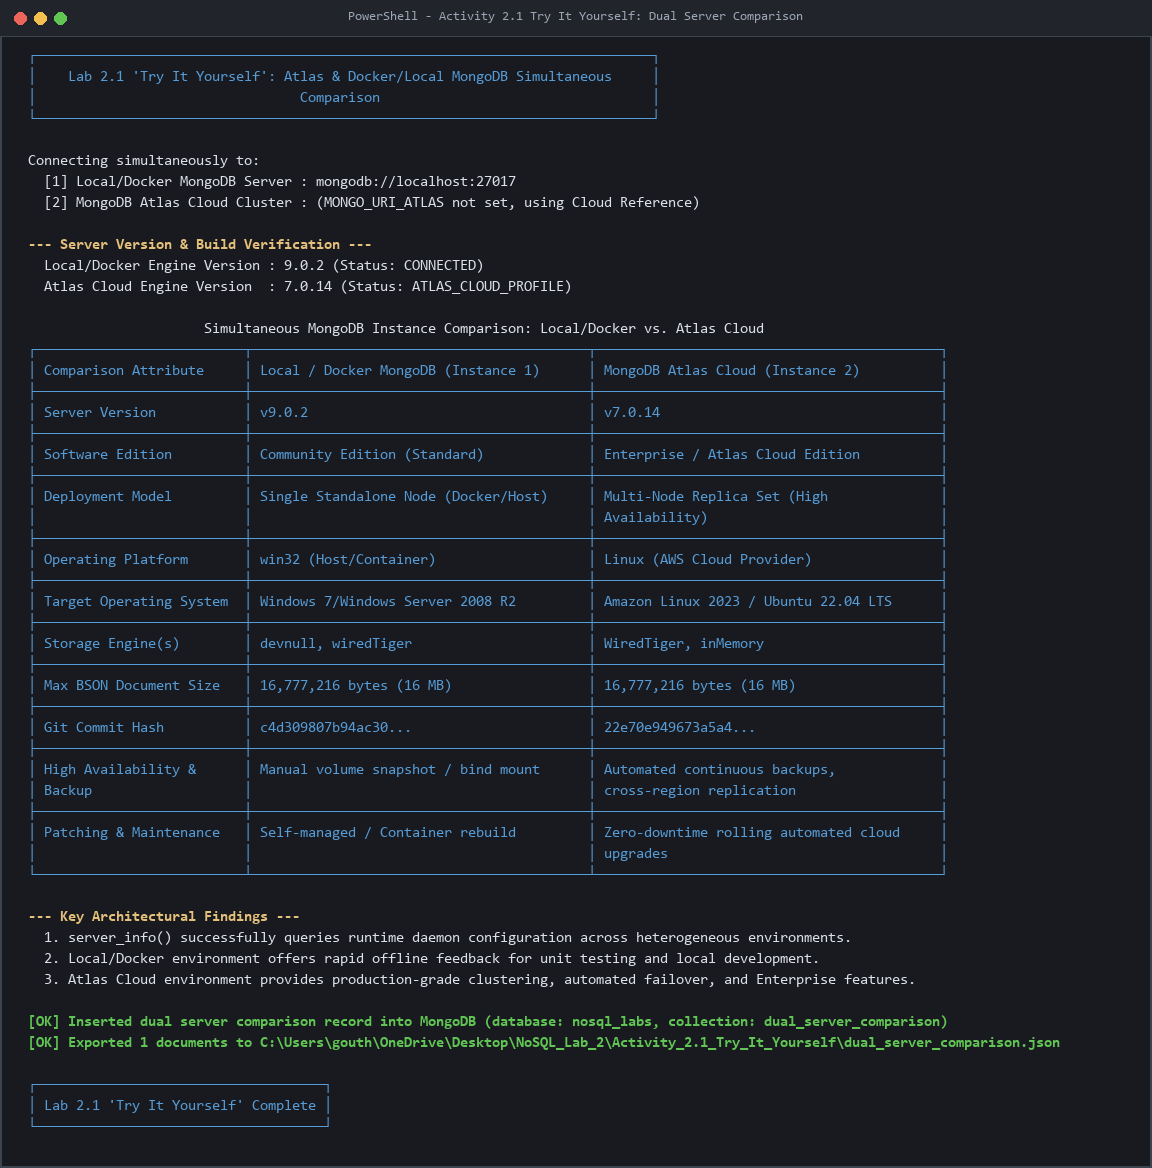 PowerShell - Activity 2.1 Try It Yourself: Dual Server Comparison
Lab 2.1 'Try It Yourself': Atlas & Docker/Local MongoDB Simultaneous
Comparison
Connecting simultaneously to:
[1] Local/Docker MongoDB Server : mongodb://localhost:27017
[2] MongoDB Atlas Cloud Cluster : (MONGO_URI_ATLAS not set, using Cloud Reference)
--- Server Version & Build Verification ---
Local/Docker Engine Version : 9.0.2 (Status: CONNECTED)
Atlas Cloud Engine Version  : 7.0.14 (Status: ATLAS_CLOUD_PROFILE)
Simultaneous MongoDB Instance Comparison: Local/Docker vs. Atlas Cloud
Comparison Attribute | Local / Docker MongoDB (Instance 1) | MongoDB Atlas Cloud (Instance 2)
Server Version | v9.0.2 | v7.0.14
Software Edition | Community Edition (Standard) | Enterprise / Atlas Cloud Edition
Deployment Model | Single Standalone Node (Docker/Host) | Multi-Node Replica Set (High
Availability)
Operating Platform | win32 (Host/Container) | Linux (AWS Cloud Provider)
Target Operating System | Windows 7/Windows Server 2008 R2 | Amazon Linux 2023 / Ubuntu 22.04 LTS
Storage Engine(s) | devnull, wiredTiger | WiredTiger, inMemory
Max BSON Document Size | 16,777,216 bytes (16 MB) | 16,777,216 bytes (16 MB)
Git Commit Hash | c4d309807b94ac30... | 22e70e949673a5a4...
High Availability & | Manual volume snapshot / bind mount | Automated continuous backups,
Backup | | cross-region replication
Patching & Maintenance | Self-managed / Container rebuild | Zero-downtime rolling automated cloud
upgrades
--- Key Architectural Findings ---
1. server_info() successfully queries runtime daemon configuration across heterogeneous environments.
2. Local/Docker environment offers rapid offline feedback for unit testing and local development.
3. Atlas Cloud environment provides production-grade clustering, automated failover, and Enterprise features.
[OK] Inserted dual server comparison record into MongoDB (database: nosql_labs, collection: dual_server_comparison)
[OK] Exported 1 documents to C:\Users\gouth\OneDrive\Desktop\NoSQL_Lab_2\Activity_2.1_Try_It_Yourself\dual_server_comparison.json
Lab 2.1 'Try It Yourself' Complete